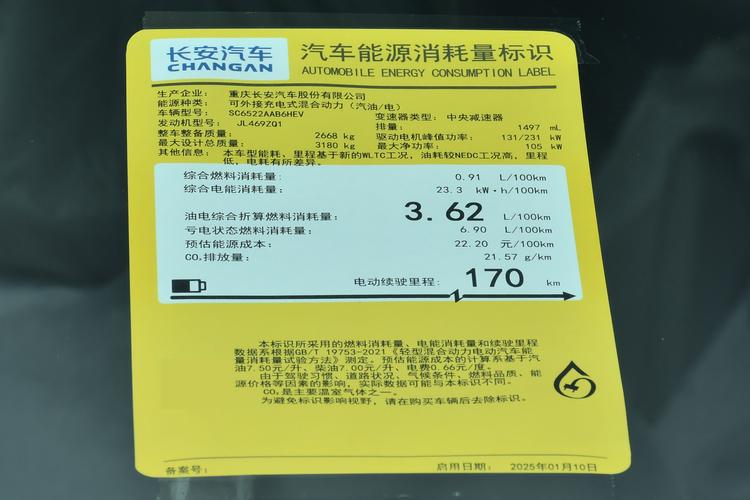 长安汽车
CHANGAN
汽车能源消耗量标识
AUTOMOBILE ENERGY CONSUMPTION LABEL
生产企业: 重庆长安汽车股份有限公司
能源种类: 可外接充电式混合动力（汽油/电）
车辆型号: SC6522AAB6HEV 变速器类型: 中央减速器
发动机型号: JL469ZQ1 排量: 1497 mL
整车整备质量: 2668 kg 驱动电机峰值功率: 131/231 kW
最大设计总质量: 3180 kg 最大净功率: 105 kW
其他信息: 本车型能耗、里程基于新的WLTC工况，油耗较NEDC工况高，里程
低，电耗有所差异。
综合燃料消耗量: 0.91 L/100km
综合电能消耗量: 23.3 kW·h/100km
油电综合折算燃料消耗量: 3.62 L/100km
亏电状态燃料消耗量: 6.90 L/100km
预估能源成本: 22.20 元/100km
CO₂排放量: 21.57 g/km
电动续驶里程: 170 km
本标识所采用的燃料消耗量、电能消耗量和续驶里程
数据系根据GB/T 19753-2021《轻型混合动力电动汽车能
量消耗量试验方法》测定。预估能源成本的计算系基于汽
油7.50元/升、柴油7.00元/升、电费0.66元/度。
由于驾驶习惯、道路状况、气候条件、燃料品质、能
源价格等因素的影响，实际数据可能与本标识不同。
CO₂是主要温室气体之一。
为避免标识影响视野，请在购买车辆后去除标识。
备案号: 启用日期: 2025年01月10日